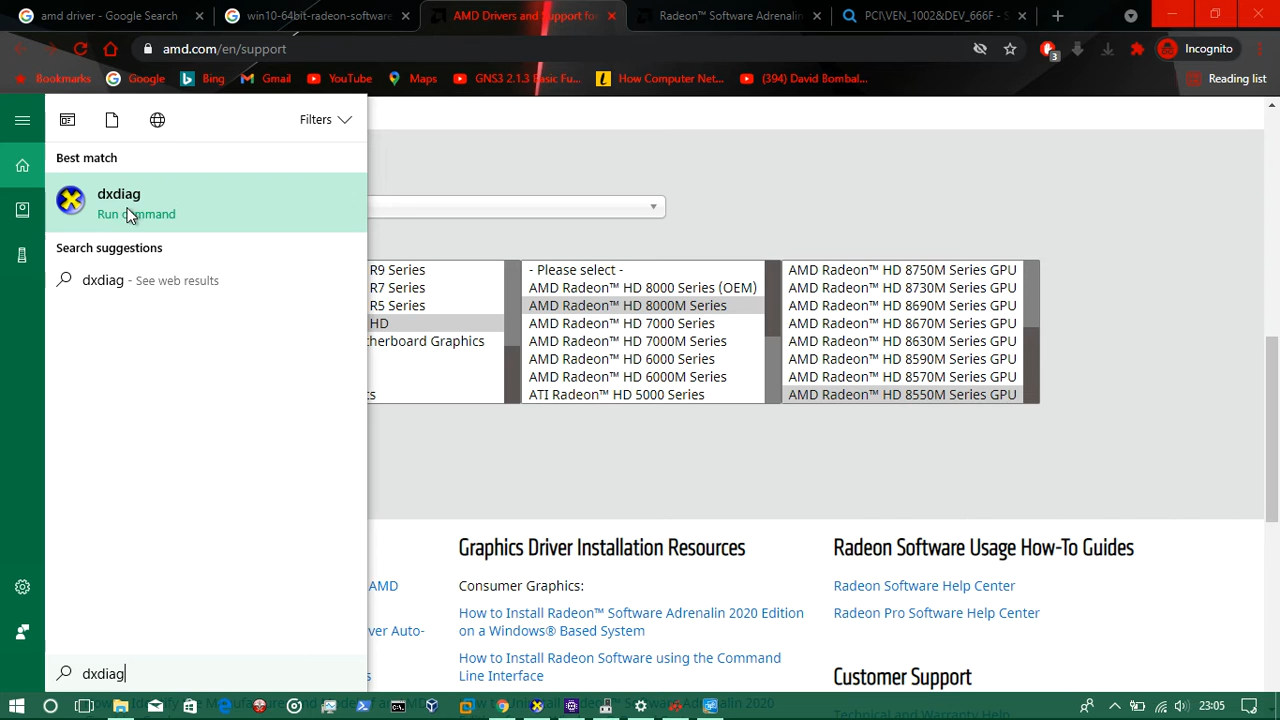 amd driver - Google Search
win10-64bit-radeon-software
AMD Drivers and Support fo
Radeon™ Software Adrenalin
PCI\VEN_1002&DEV_666F - S
amd.com/en/support
3
Incognito
Bookmarks
Google
Bing
Gmail
YouTube
Maps
GNS3 2.1.3 Basic Fu...
How Computer Net...
(394) David Bombal...
Reading list
Filters
Best match
dxdiag
Run command
Search suggestions
dxdiag - See web results
R9 Series
R7 Series
R5 Series
HD
therboard Graphics
cs
- Please select -
AMD Radeon™ HD 8000 Series (OEM)
AMD Radeon™ HD 8000M Series
AMD Radeon™ HD 7000 Series
AMD Radeon™ HD 7000M Series
AMD Radeon™ HD 6000 Series
AMD Radeon™ HD 6000M Series
ATI Radeon™ HD 5000 Series
AMD Radeon™ HD 8750M Series GPU
AMD Radeon™ HD 8730M Series GPU
AMD Radeon™ HD 8690M Series GPU
AMD Radeon™ HD 8670M Series GPU
AMD Radeon™ HD 8630M Series GPU
AMD Radeon™ HD 8590M Series GPU
AMD Radeon™ HD 8570M Series GPU
AMD Radeon™ HD 8550M Series GPU
AMD
ver Auto-
s
Graphics Driver Installation Resources
Consumer Graphics:
How to Install Radeon™ Software Adrenalin 2020 Edition
on a Windows® Based System
How to Install Radeon Software using the Command
Line Interface
Radeon Software Usage How-To Guides
Radeon Software Help Center
Radeon Pro Software Help Center
Customer Support
dxdiag
23:05